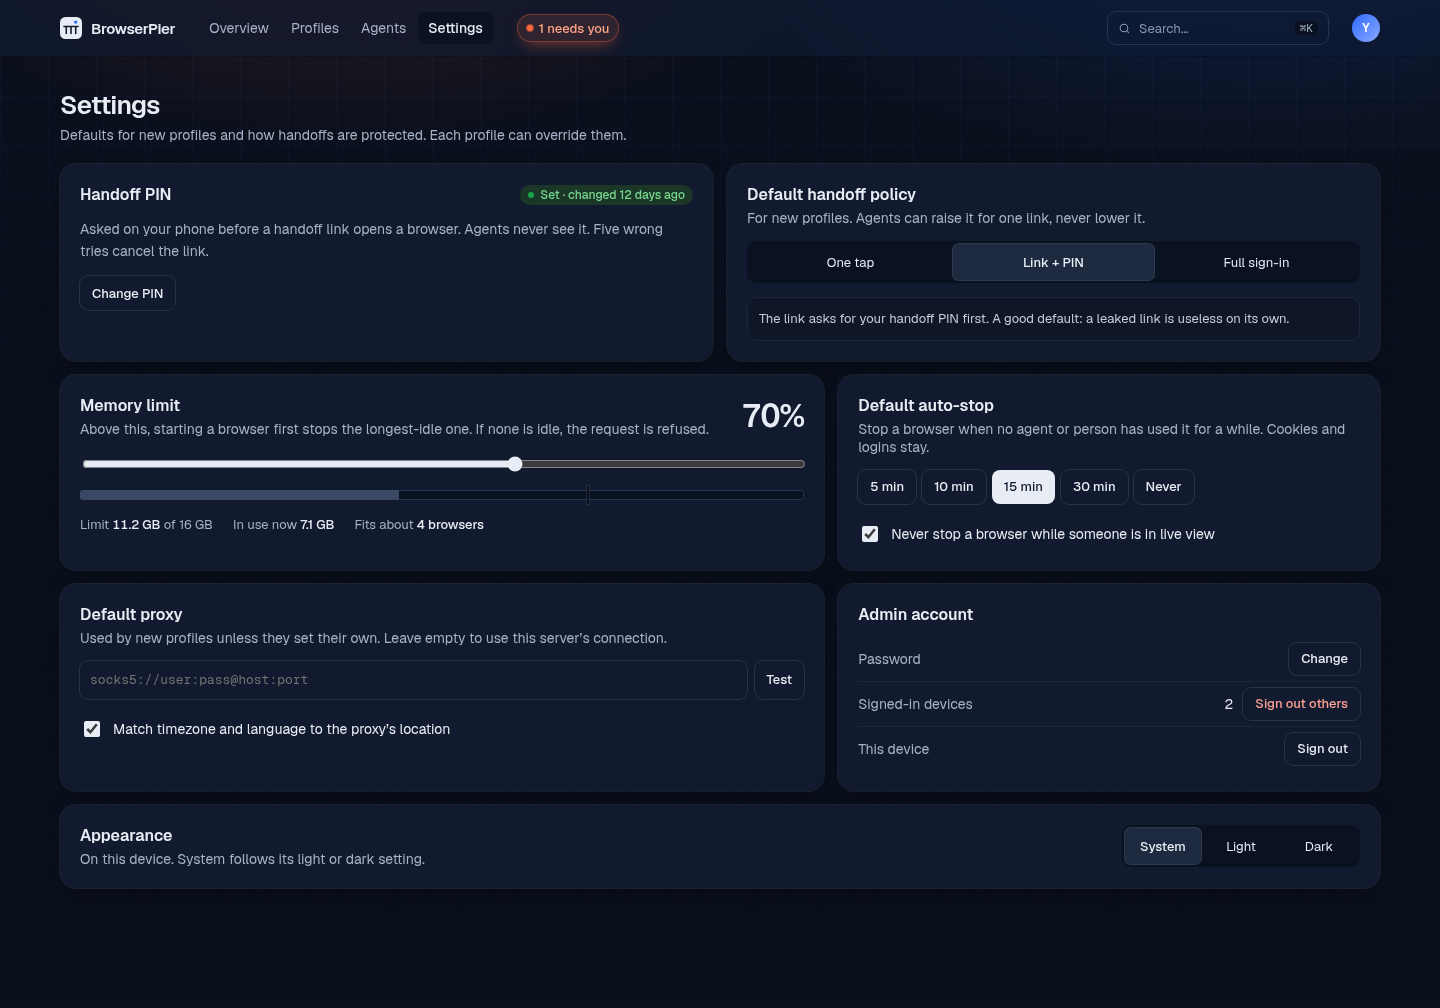 BrowserPier
Overview
Profiles
Agents
Settings
1 needs you
Search...
⌘K
Y
Settings
Defaults for new profiles and how handoffs are protected. Each profile can override them.
Handoff PIN
Set · changed 12 days ago
Asked on your phone before a handoff link opens a browser. Agents never see it. Five wrong
tries cancel the link.
Change PIN
Default handoff policy
For new profiles. Agents can raise it for one link, never lower it.
One tap
Link + PIN
Full sign-in
The link asks for your handoff PIN first. A good default: a leaked link is useless on its own.
Memory limit
70%
Above this, starting a browser first stops the longest-idle one. If none is idle, the request is refused.
Limit 11.2 GB of 16 GB
In use now 7.1 GB
Fits about 4 browsers
Default auto-stop
Stop a browser when no agent or person has used it for a while. Cookies and
logins stay.
5 min
10 min
15 min
30 min
Never
Never stop a browser while someone is in live view
Default proxy
Used by new profiles unless they set their own. Leave empty to use this server's connection.
socks5://user:pass@host:port
Test
Match timezone and language to the proxy's location
Admin account
Password
Change
Signed-in devices
2
Sign out others
This device
Sign out
Appearance
On this device. System follows its light or dark setting.
System
Light
Dark